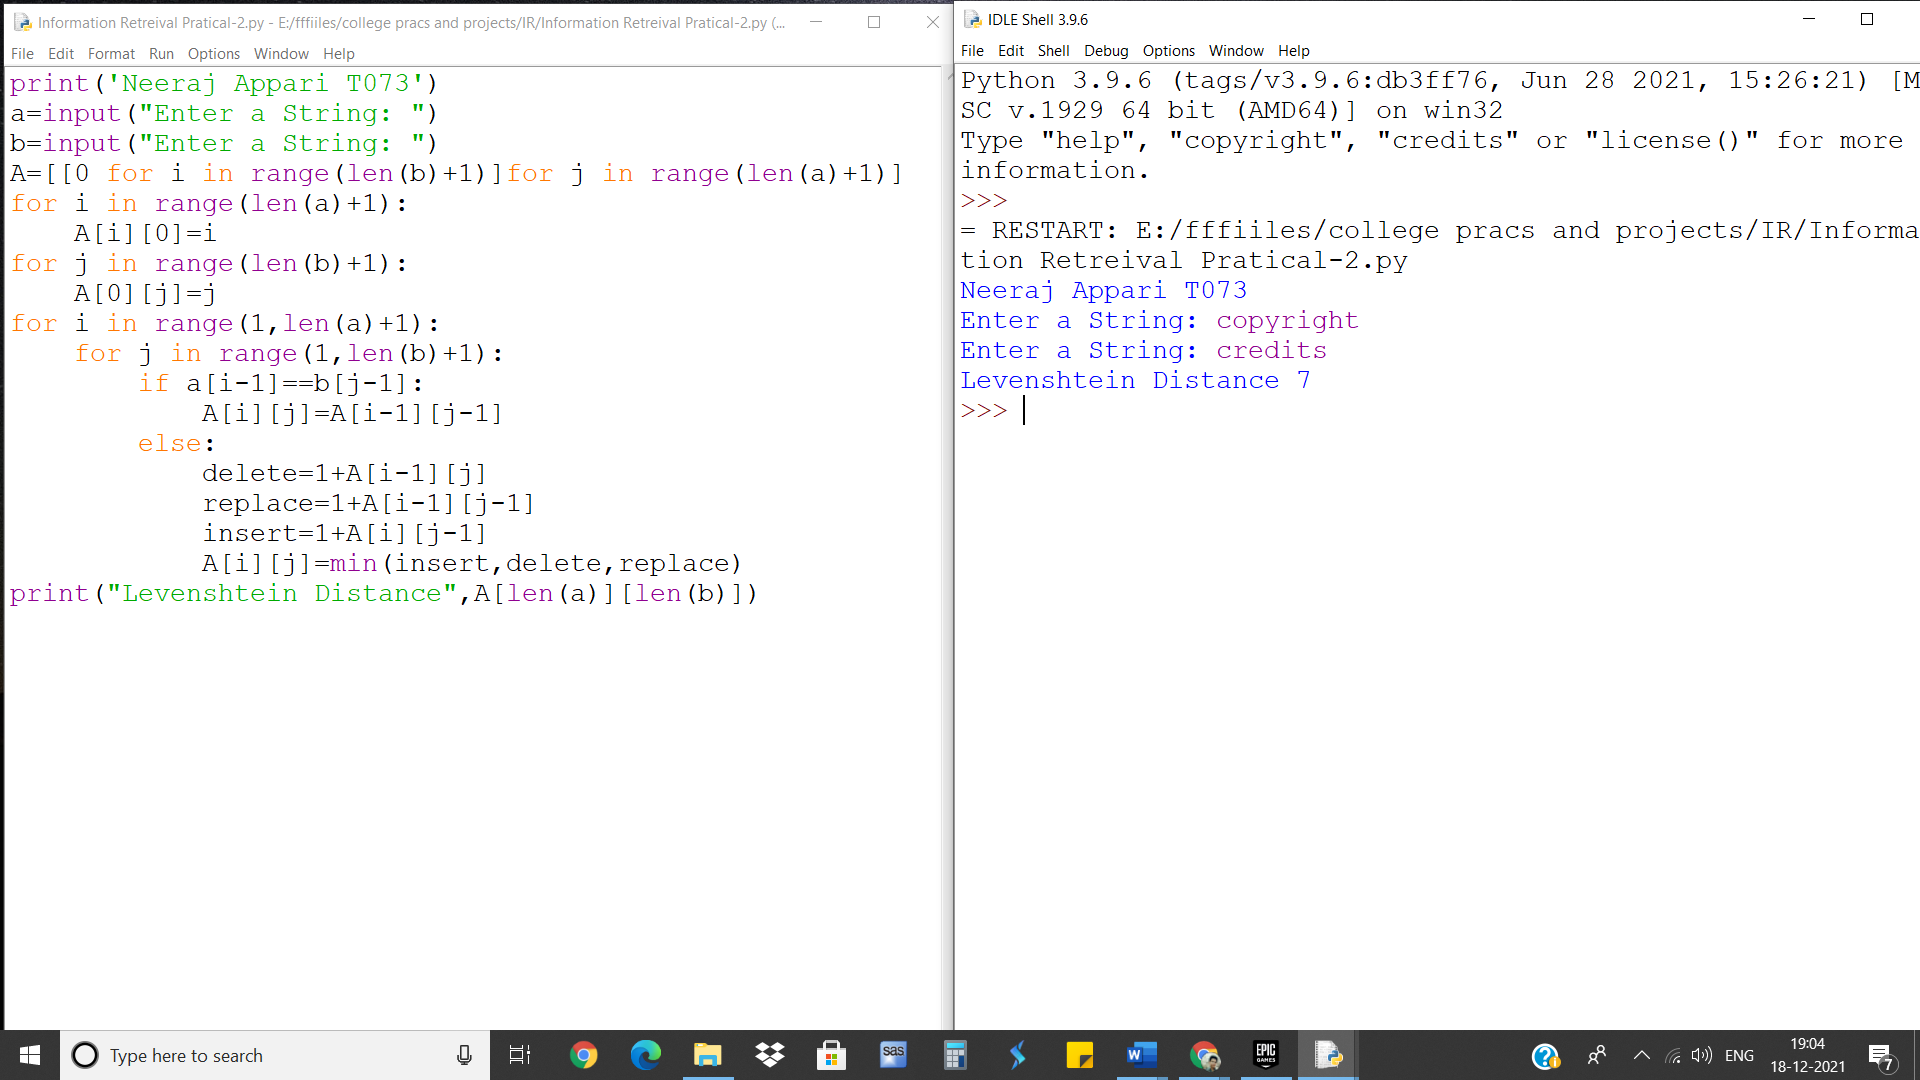 Information Retreival Pratical-2.py - E:/fffiiles/college pracs and projects/IR/Information Retreival Pratical-2.py (...
File Edit Format Run Options Window Help
print('Neeraj Appari T073')
a=input("Enter a String: ")
b=input("Enter a String: ")
A=[[0 for i in range(len(b)+1)]for j in range(len(a)+1)]
for i in range(len(a)+1):
    A[i][0]=i
for j in range(len(b)+1):
    A[0][j]=j
for i in range(1,len(a)+1):
    for j in range(1,len(b)+1):
        if a[i-1]==b[j-1]:
            A[i][j]=A[i-1][j-1]
        else:
            delete=1+A[i-1][j]
            replace=1+A[i-1][j-1]
            insert=1+A[i][j-1]
            A[i][j]=min(insert,delete,replace)
print("Levenshtein Distance",A[len(a)][len(b)])
IDLE Shell 3.9.6
File Edit Shell Debug Options Window Help
Python 3.9.6 (tags/v3.9.6:db3ff76, Jun 28 2021, 15:26:21) [M
SC v.1929 64 bit (AMD64)] on win32
Type "help", "copyright", "credits" or "license()" for more
information.
>>>
= RESTART: E:/fffiiles/college pracs and projects/IR/Informa
tion Retreival Pratical-2.py
Neeraj Appari T073
Enter a String: copyright
Enter a String: credits
Levenshtein Distance 7
>>>
Type here to search
sas
W
EPIC
GAMES
ENG
19:04
18-12-2021
7